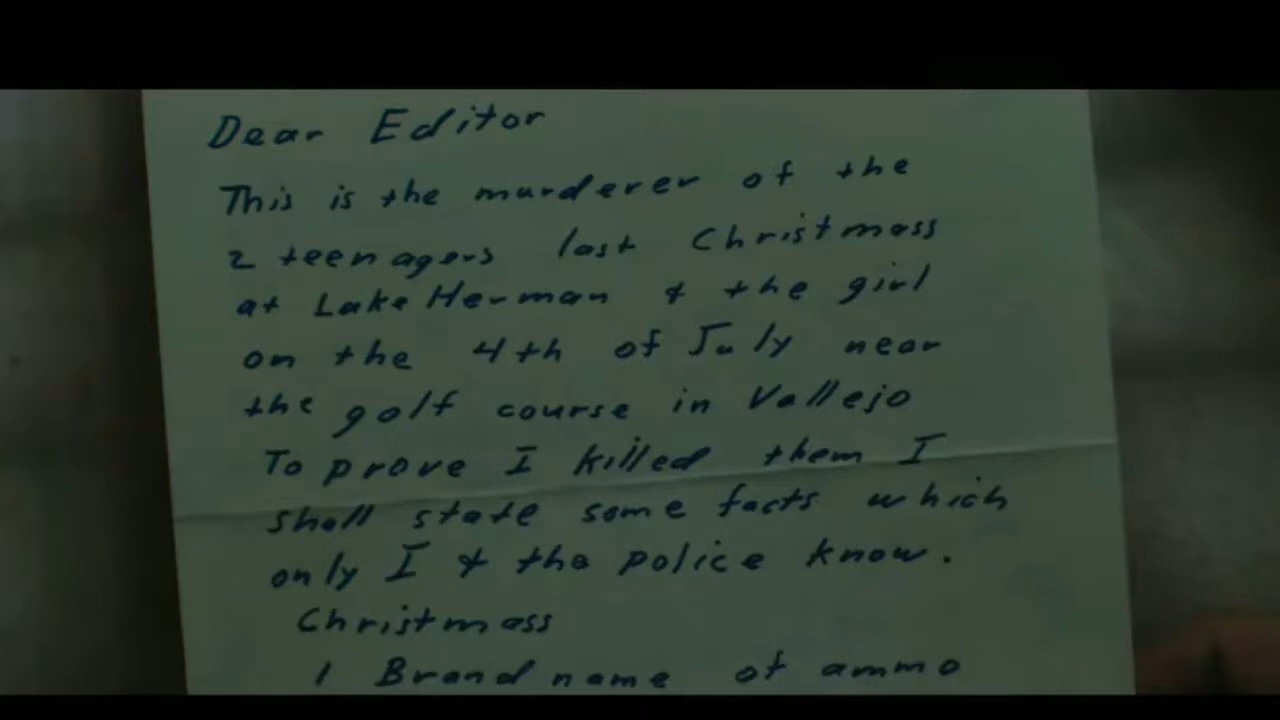 Dear Editor
This is the murderer of the
2 teenagers last Christmass
at Lake Herman & the girl
on the 4th of July near
the golf course in Vallejo
To prove I killed them I
shall state some facts which
only I & the police know.
Christmass
1 Brand name of ammo